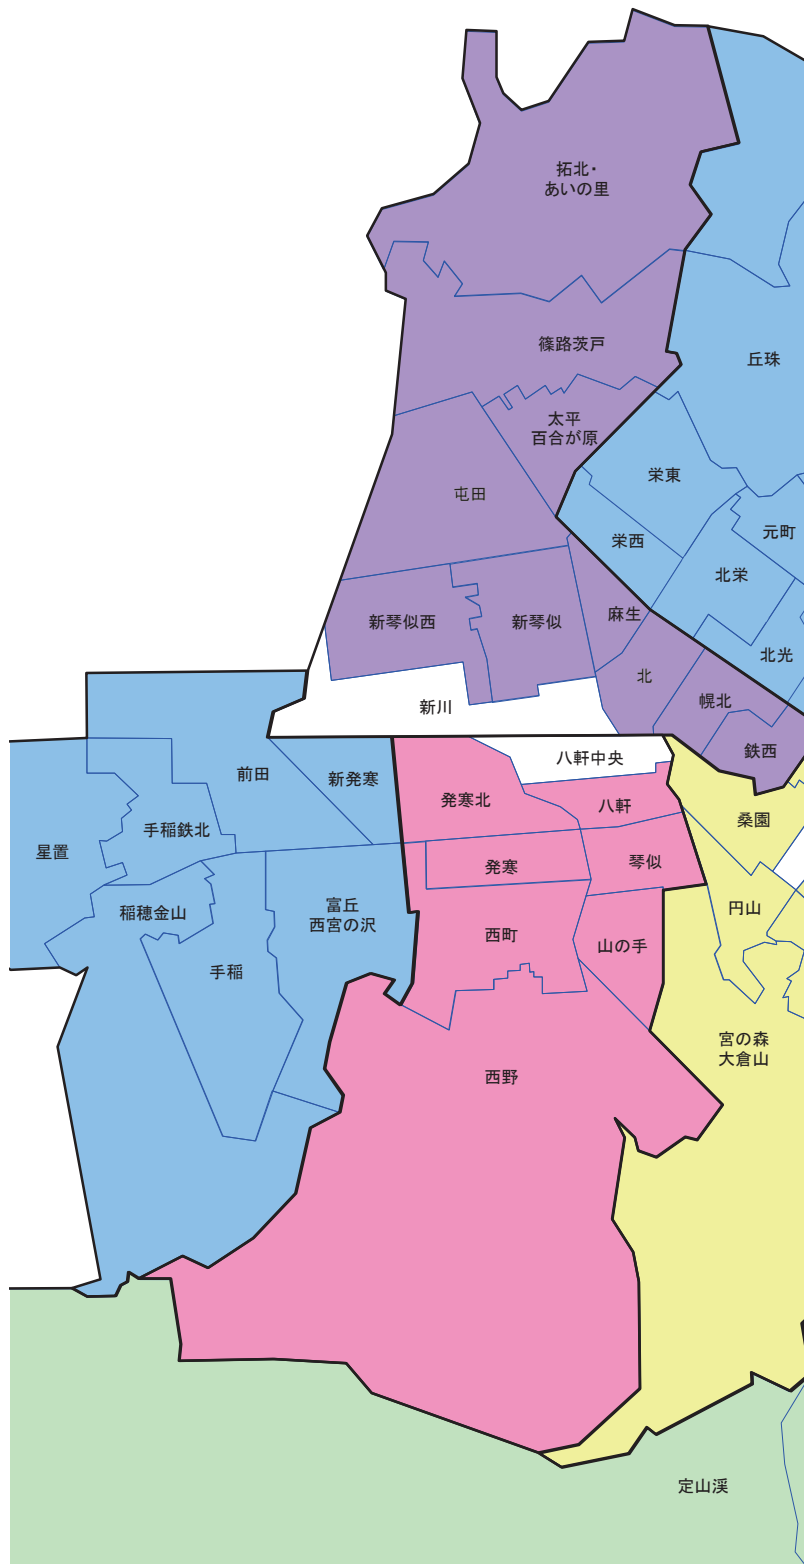 拓北・
あいの里
篠路茨戸
丘珠
太平
百合が原
栄東
屯田
元町
栄西
北栄
麻生
新琴似西
新琴似
北光
北
幌北
新川
鉄西
八軒中央
前田
新発寒
発寒北
八軒
桑園
手稲鉄北
星置
琴似
発寒
富丘
西宮の沢
稲穂金山
円山
西町
山の手
手稲
宮の森
大倉山
西野
定山渓